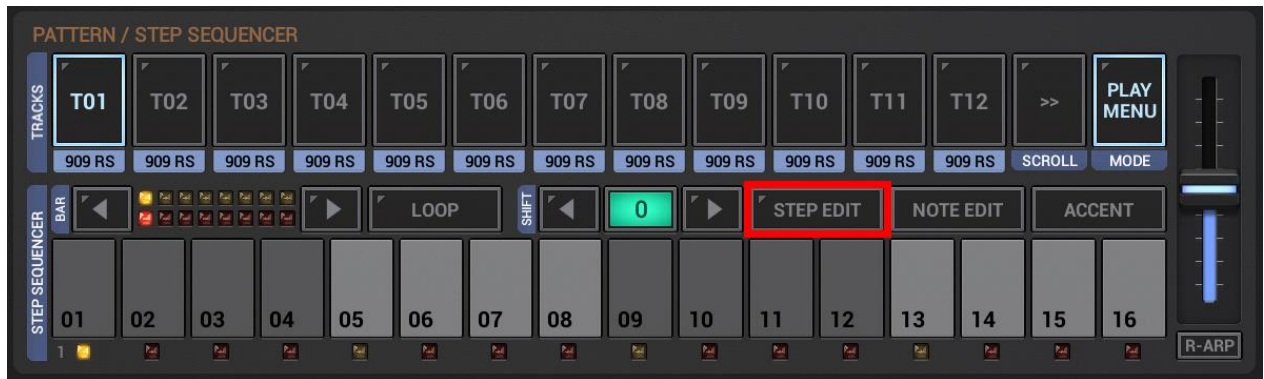 PATTERN / STEP SEQUENCER
TRACKS
T01 T02 T03 T04 T05 T06 T07 T08 T09 T10 T11 T12 >> PLAY MENU
909 RS 909 RS 909 RS 909 RS 909 RS 909 RS 909 RS 909 RS 909 RS 909 RS 909 RS 909 RS SCROLL MODE
STEP SEQUENCER
BAR LOOP SHIFT 0 STEP EDIT NOTE EDIT ACCENT
01 02 03 04 05 06 07 08 09 10 11 12 13 14 15 16
1 R-ARP